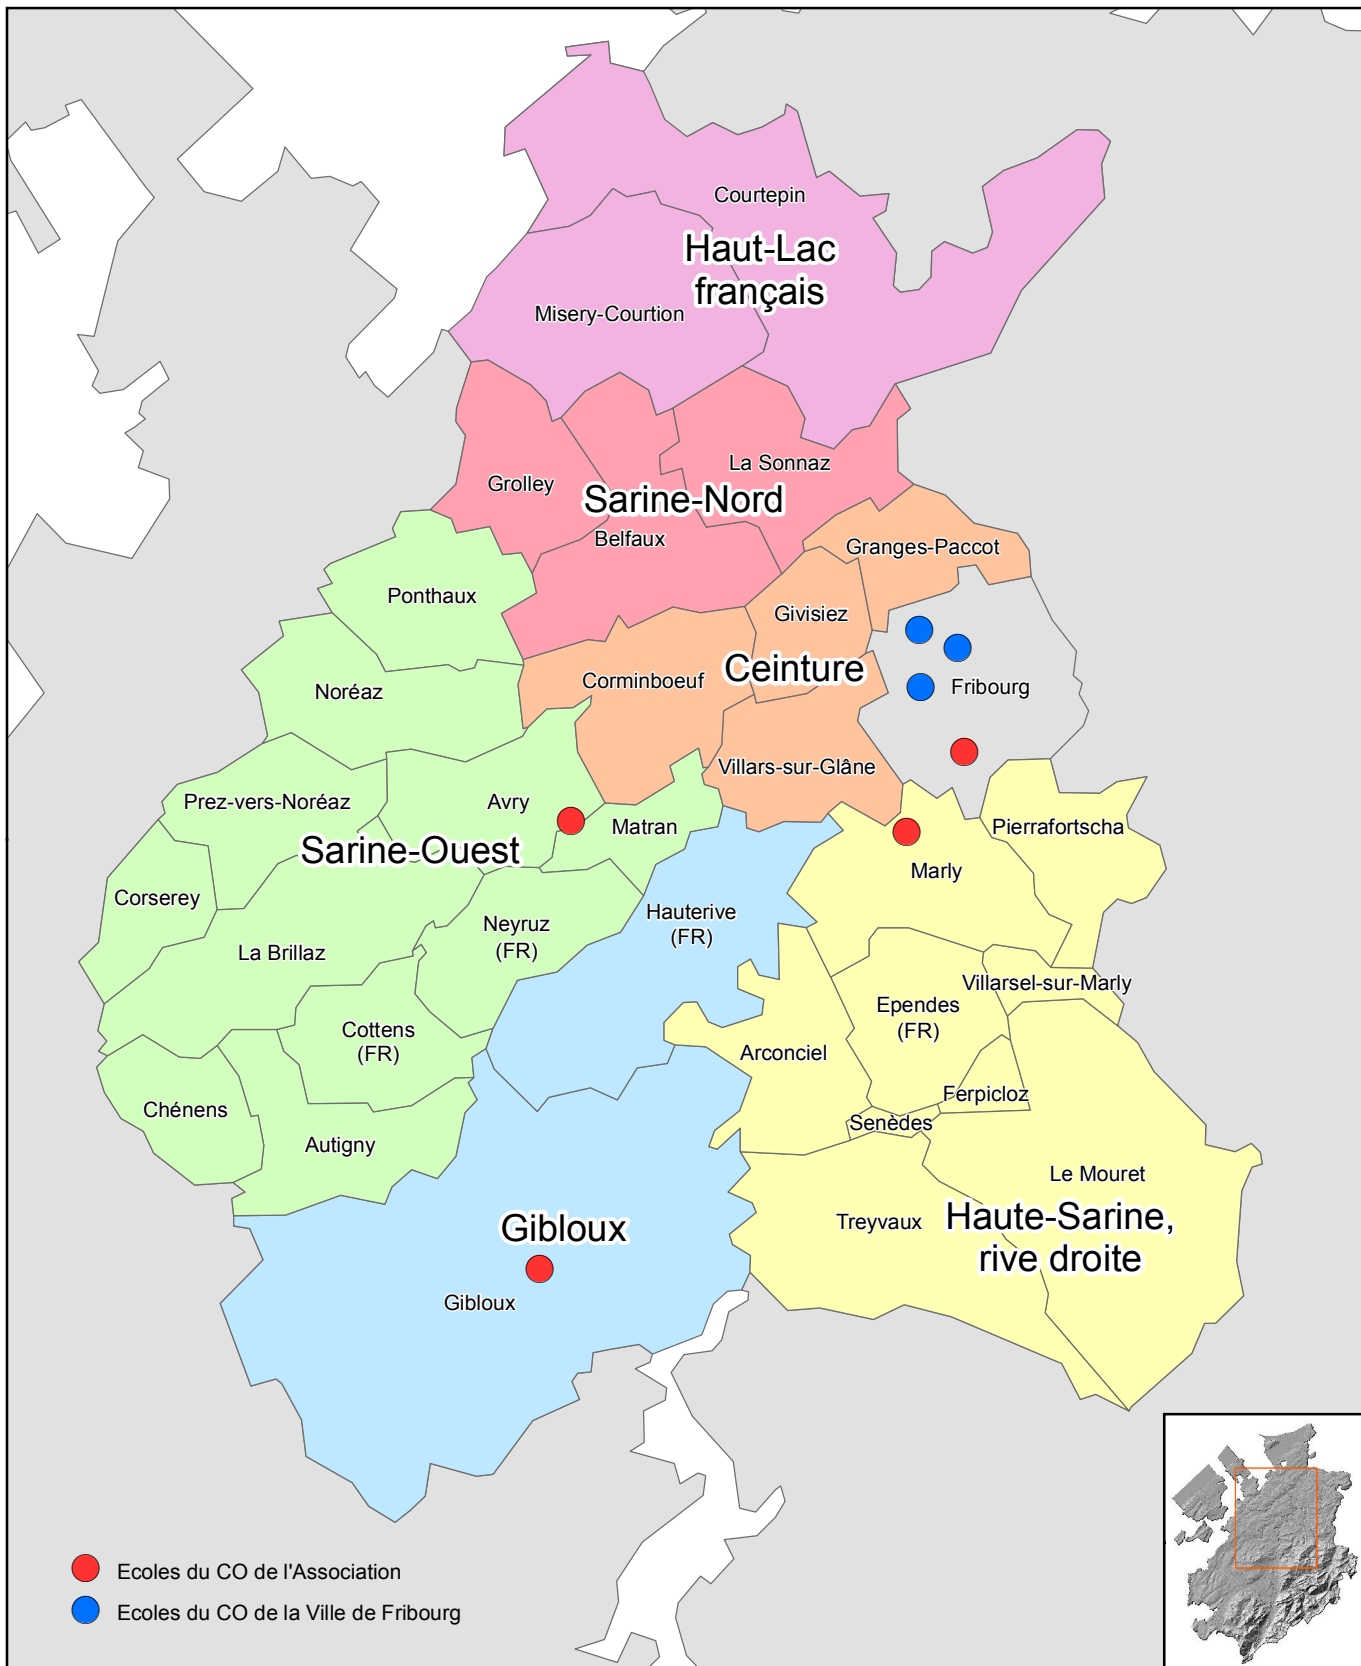 Courtepin
Haut-Lac
français
Misery-Courtion
La Sonnaz
Grolley
Sarine-Nord
Belfaux
Granges-Paccot
Ponthaux
Givisiez
Ceinture
Corminboeuf
Fribourg
Noréaz
Villars-sur-Glâne
Prez-vers-Noréaz
Avry
Matran
Pierrafortscha
Sarine-Ouest
Marly
Corserey
Hauterive
(FR)
Neyruz
(FR)
La Brillaz
Villarsel-sur-Marly
Ependes
(FR)
Cottens
(FR)
Arconciel
Ferpicloz
Chénens
Senèdes
Autigny
Le Mouret
Treyvaux
Haute-Sarine,
rive droite
Gibloux
Gibloux
Ecoles du CO de l'Association
Ecoles du CO de la Ville de Fribourg